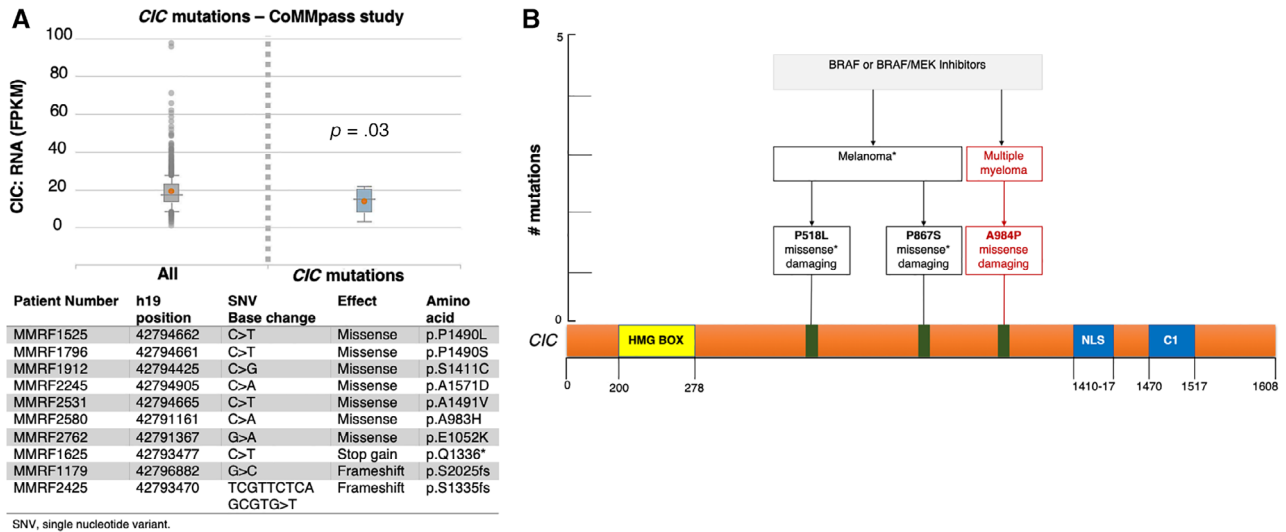 A
CIC mutations – CoMMpass study
CIC: RNA (FPKM)
100
80
60
40
20
0
p = .03
All
CIC mutations
Patient Number h19 position SNV Base change Effect Amino acid
MMRF1525 42794662 C>T Missense p.P1490L
MMRF1796 42794661 C>T Missense p.P1490S
MMRF1912 42794425 C>G Missense p.S1411C
MMRF2245 42794905 C>A Missense p.A1571D
MMRF2531 42794665 C>T Missense p.A1491V
MMRF2580 42791161 C>A Missense p.A983H
MMRF2762 42791367 G>A Missense p.E1052K
MMRF1625 42793477 C>T Stop gain p.Q1336*
MMRF1179 42796882 G>C Frameshift p.S2025fs
MMRF2425 42793470 TCGTTCTCA GCGTG>T Frameshift p.S1335fs
SNV, single nucleotide variant.
B
# mutations
5
0
BRAF or BRAF/MEK Inhibitors
Melanoma*
Multiple
myeloma
P518L
missense*
damaging
P867S
missense*
damaging
A984P
missense
damaging
CIC
HMG BOX
NLS
C1
0
200
278
1410-17
1470
1517
1608